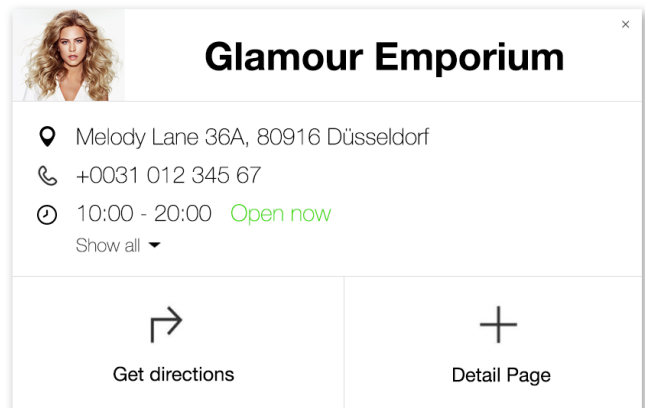 Glamour Emporium
Melody Lane 36A, 80916 Düsseldorf
+0031 012 345 67
10:00 - 20:00 Open now
Show all
Get directions
Detail Page